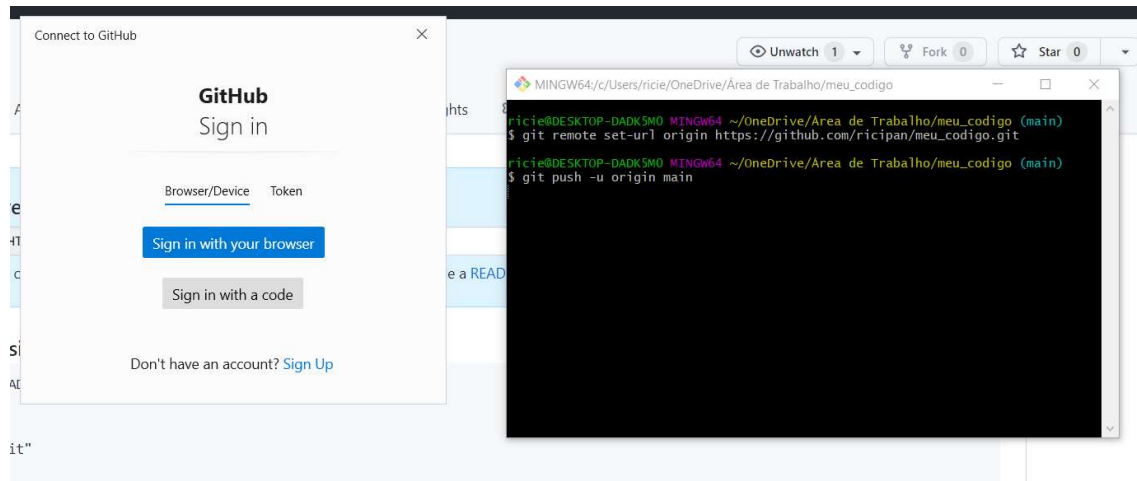 Connect to GitHub
GitHub
Sign in
Browser/Device Token
Sign in with your browser
Sign in with a code
Don't have an account? Sign Up
Unwatch 1
Fork 0
Star 0
MINGW64:/c/Users/ricie/OneDrive/Área de Trabalho/meu_codigo
ricie@DESKTOP-DADK5MO MINGW64 ~/OneDrive/Área de Trabalho/meu_codigo (main)
$ git remote set-url origin https://github.com/ricipan/meu_codigo.git
ricie@DESKTOP-DADK5MO MINGW64 ~/OneDrive/Área de Trabalho/meu_codigo (main)
$ git push -u origin main
ghts
e a READ
it"